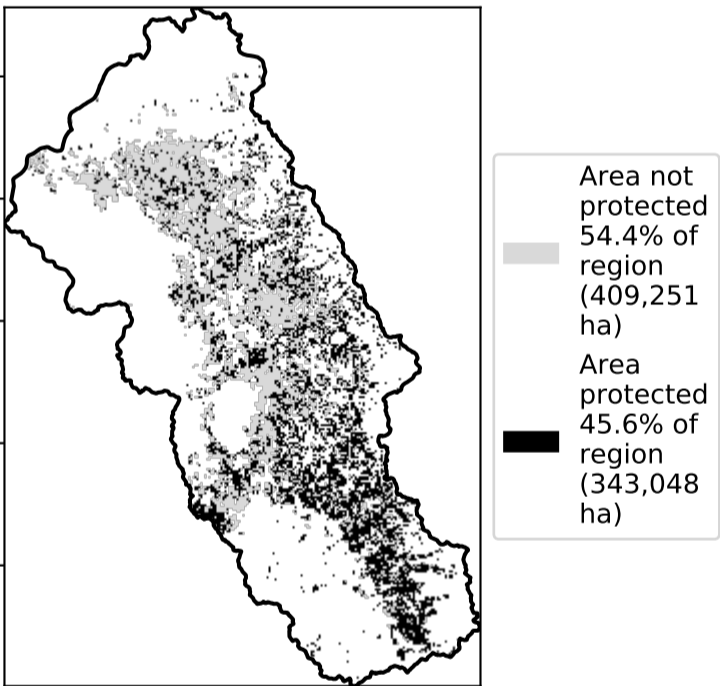 Area not
protected
54.4% of
region
(409,251
ha)
Area
protected
45.6% of
region
(343,048
ha)